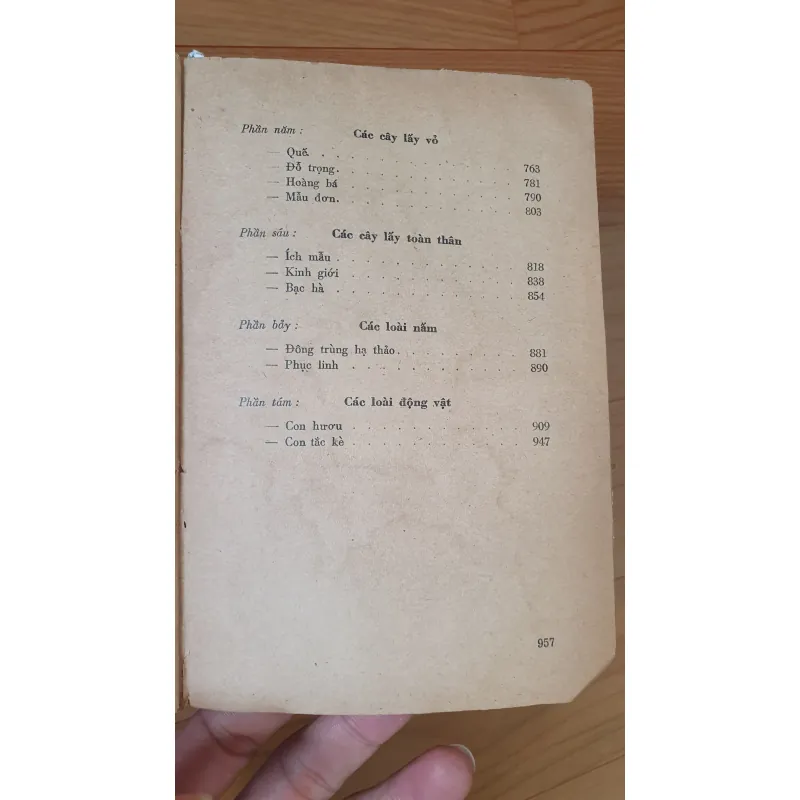 Phần năm : Các cây lấy vỏ
— Quế . . . . . . . . . . . . . 763
— Đỗ trọng. . . . . . . . . . . . 781
— Hoàng bá . . . . . . . . . . . . 790
— Mẫu đơn. . . . . . . . . . . . 803
Phần sáu : Các cây lấy toàn thân
— Ích mẫu . . . . . . . . . . . . 818
— Kinh giới . . . . . . . . . . . . 838
— Bạc hà . . . . . . . . . . . . 854
Phần bảy : Các loài nấm
— Đông trùng hạ thảo. . . . . . . . . 881
— Phục linh . . . . . . . . . . . . 890
Phần tám : Các loài động vật
— Con hươu . . . . . . . . . . . . 909
— Con tắc kè . . . . . . . . . . . . 947
957